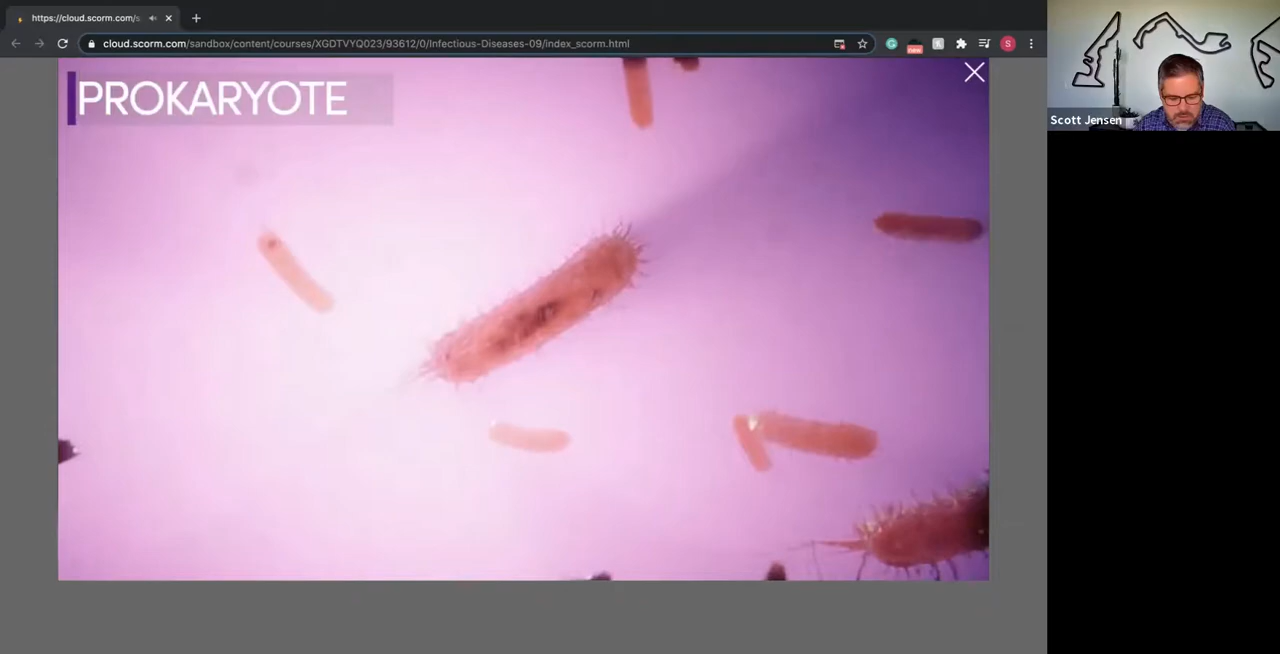 https://cloud.scorm.com/s
cloud.scorm.com/sandbox/content/courses/XGDTVYQ023/93612/0/Infectious-Diseases-09/index_scorm.html
new
S
PROKARYOTE
Scott Jensen